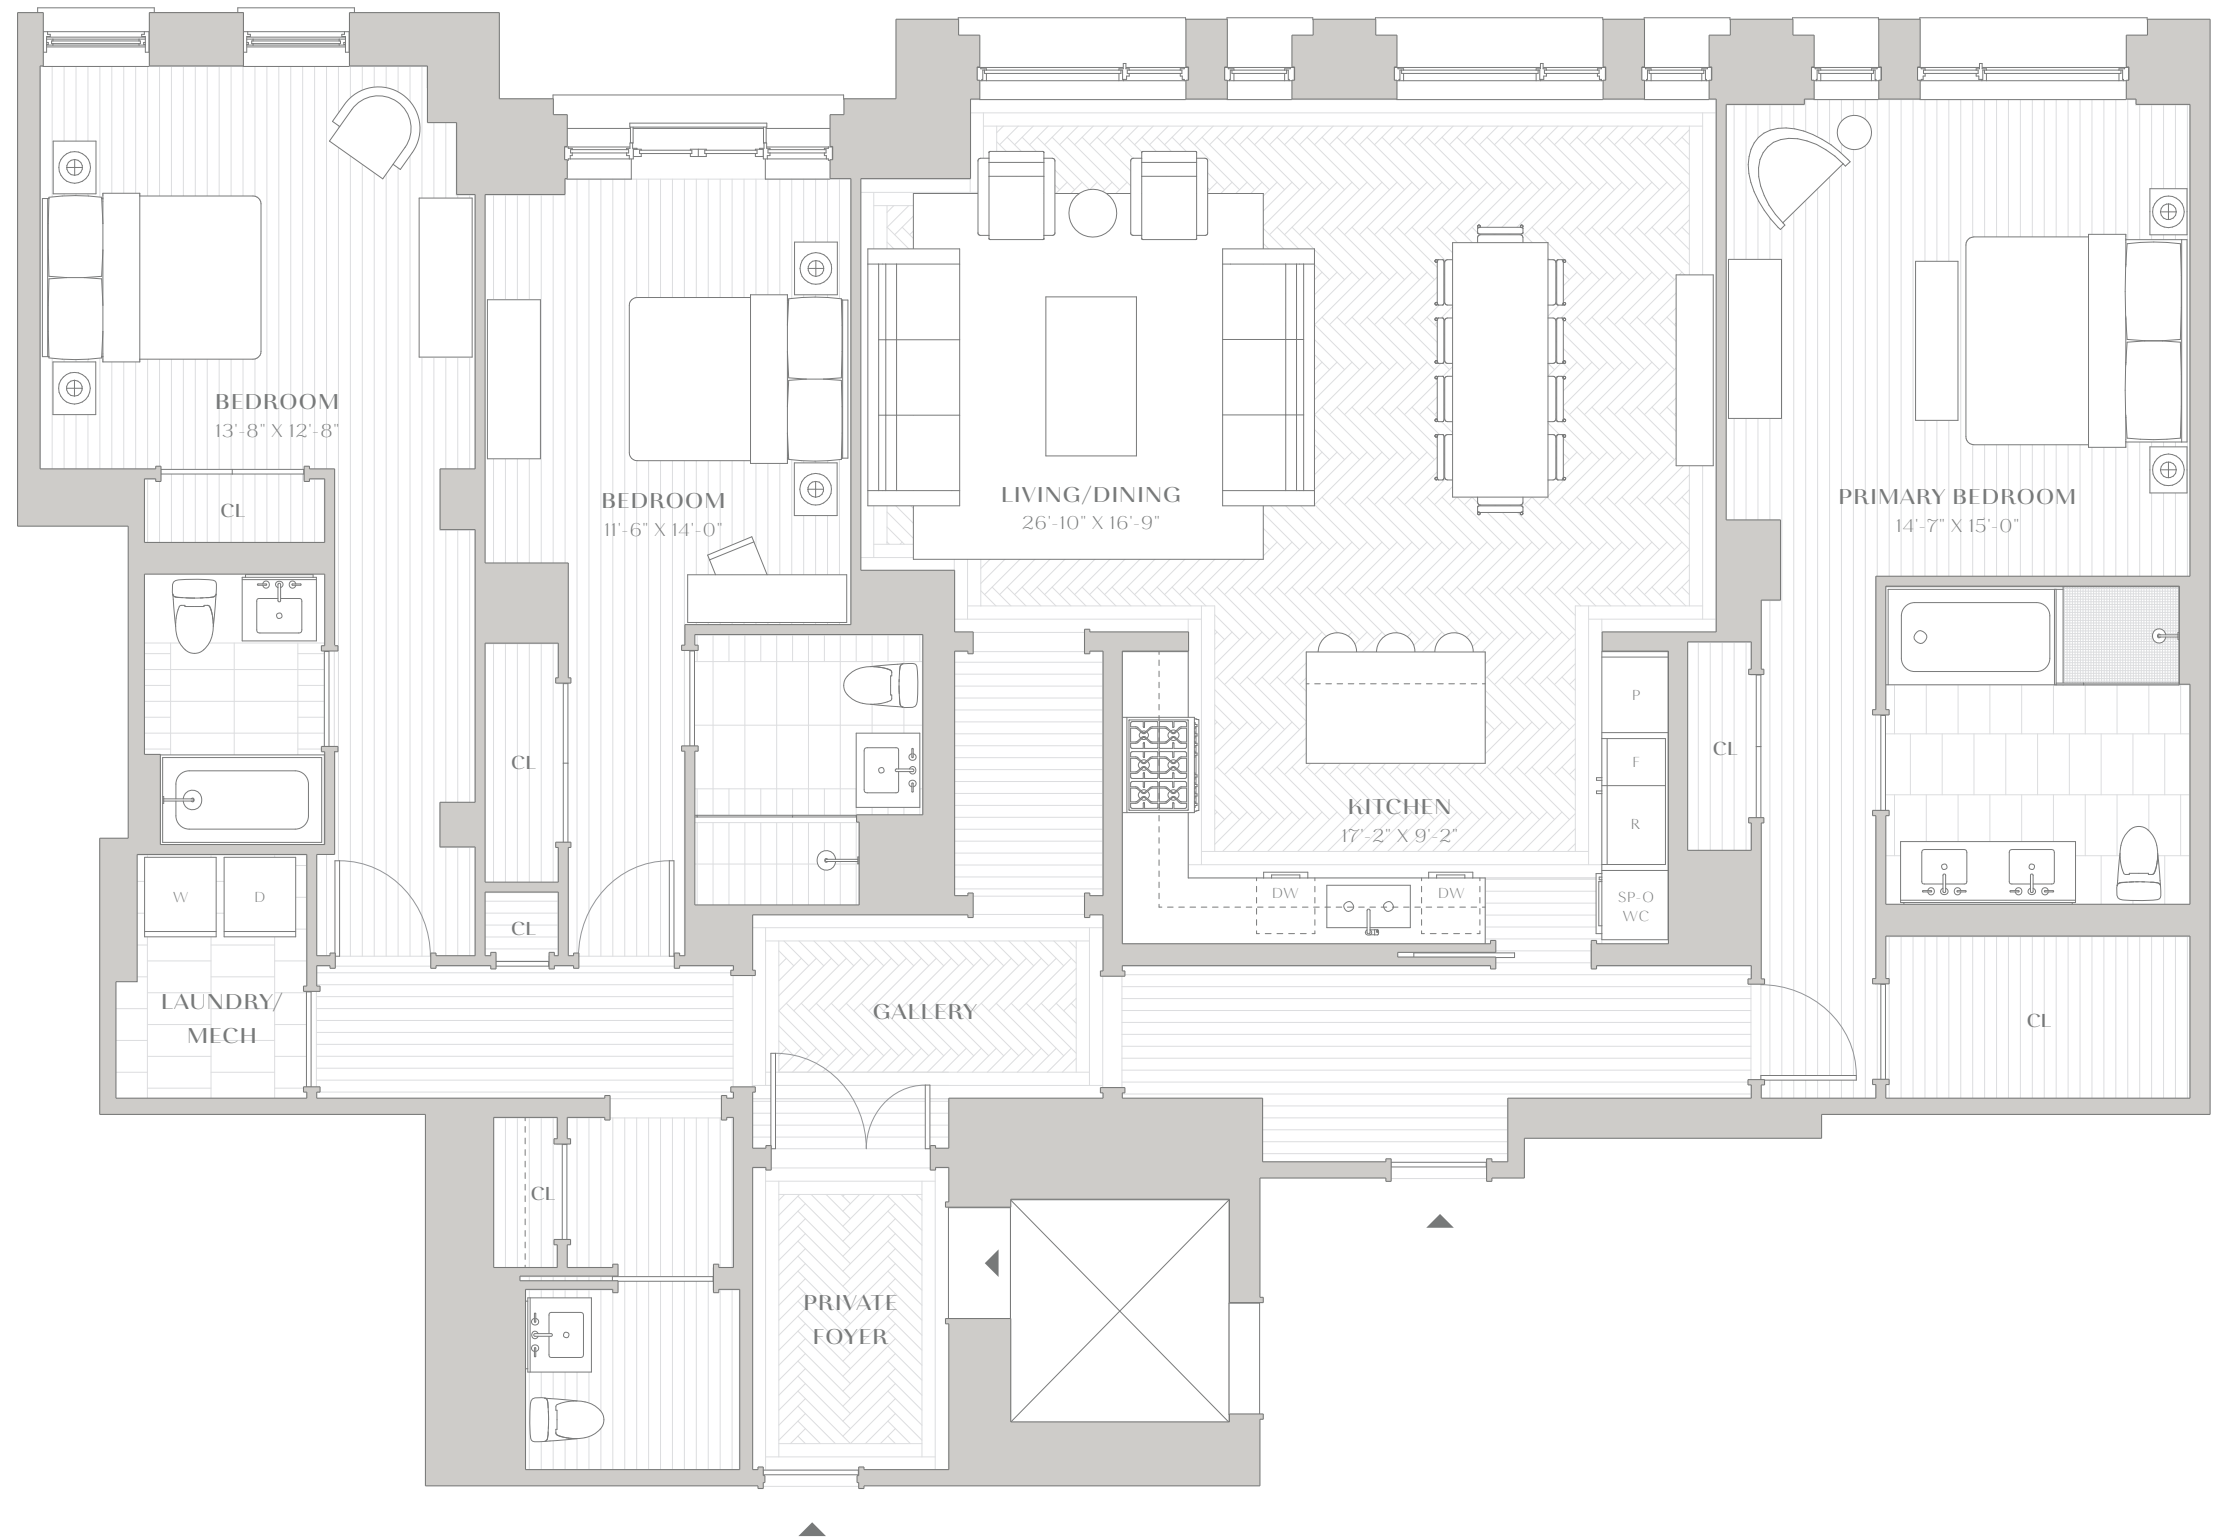 BEDROOM
13'-8" X 12'-8"
CL
BEDROOM
11'-6" X 14'-0"
LIVING/DINING
26'-10" X 16'-9"
PRIMARY BEDROOM
14'-7" X 15'-0"
CL
CL
P
F
R
SP-O
WC
CL
KITCHEN
17'-2" X 9'-2"
DW
DW
W
D
LAUNDRY/
MECH
GALLERY
CL
CL
PRIVATE
FOYER